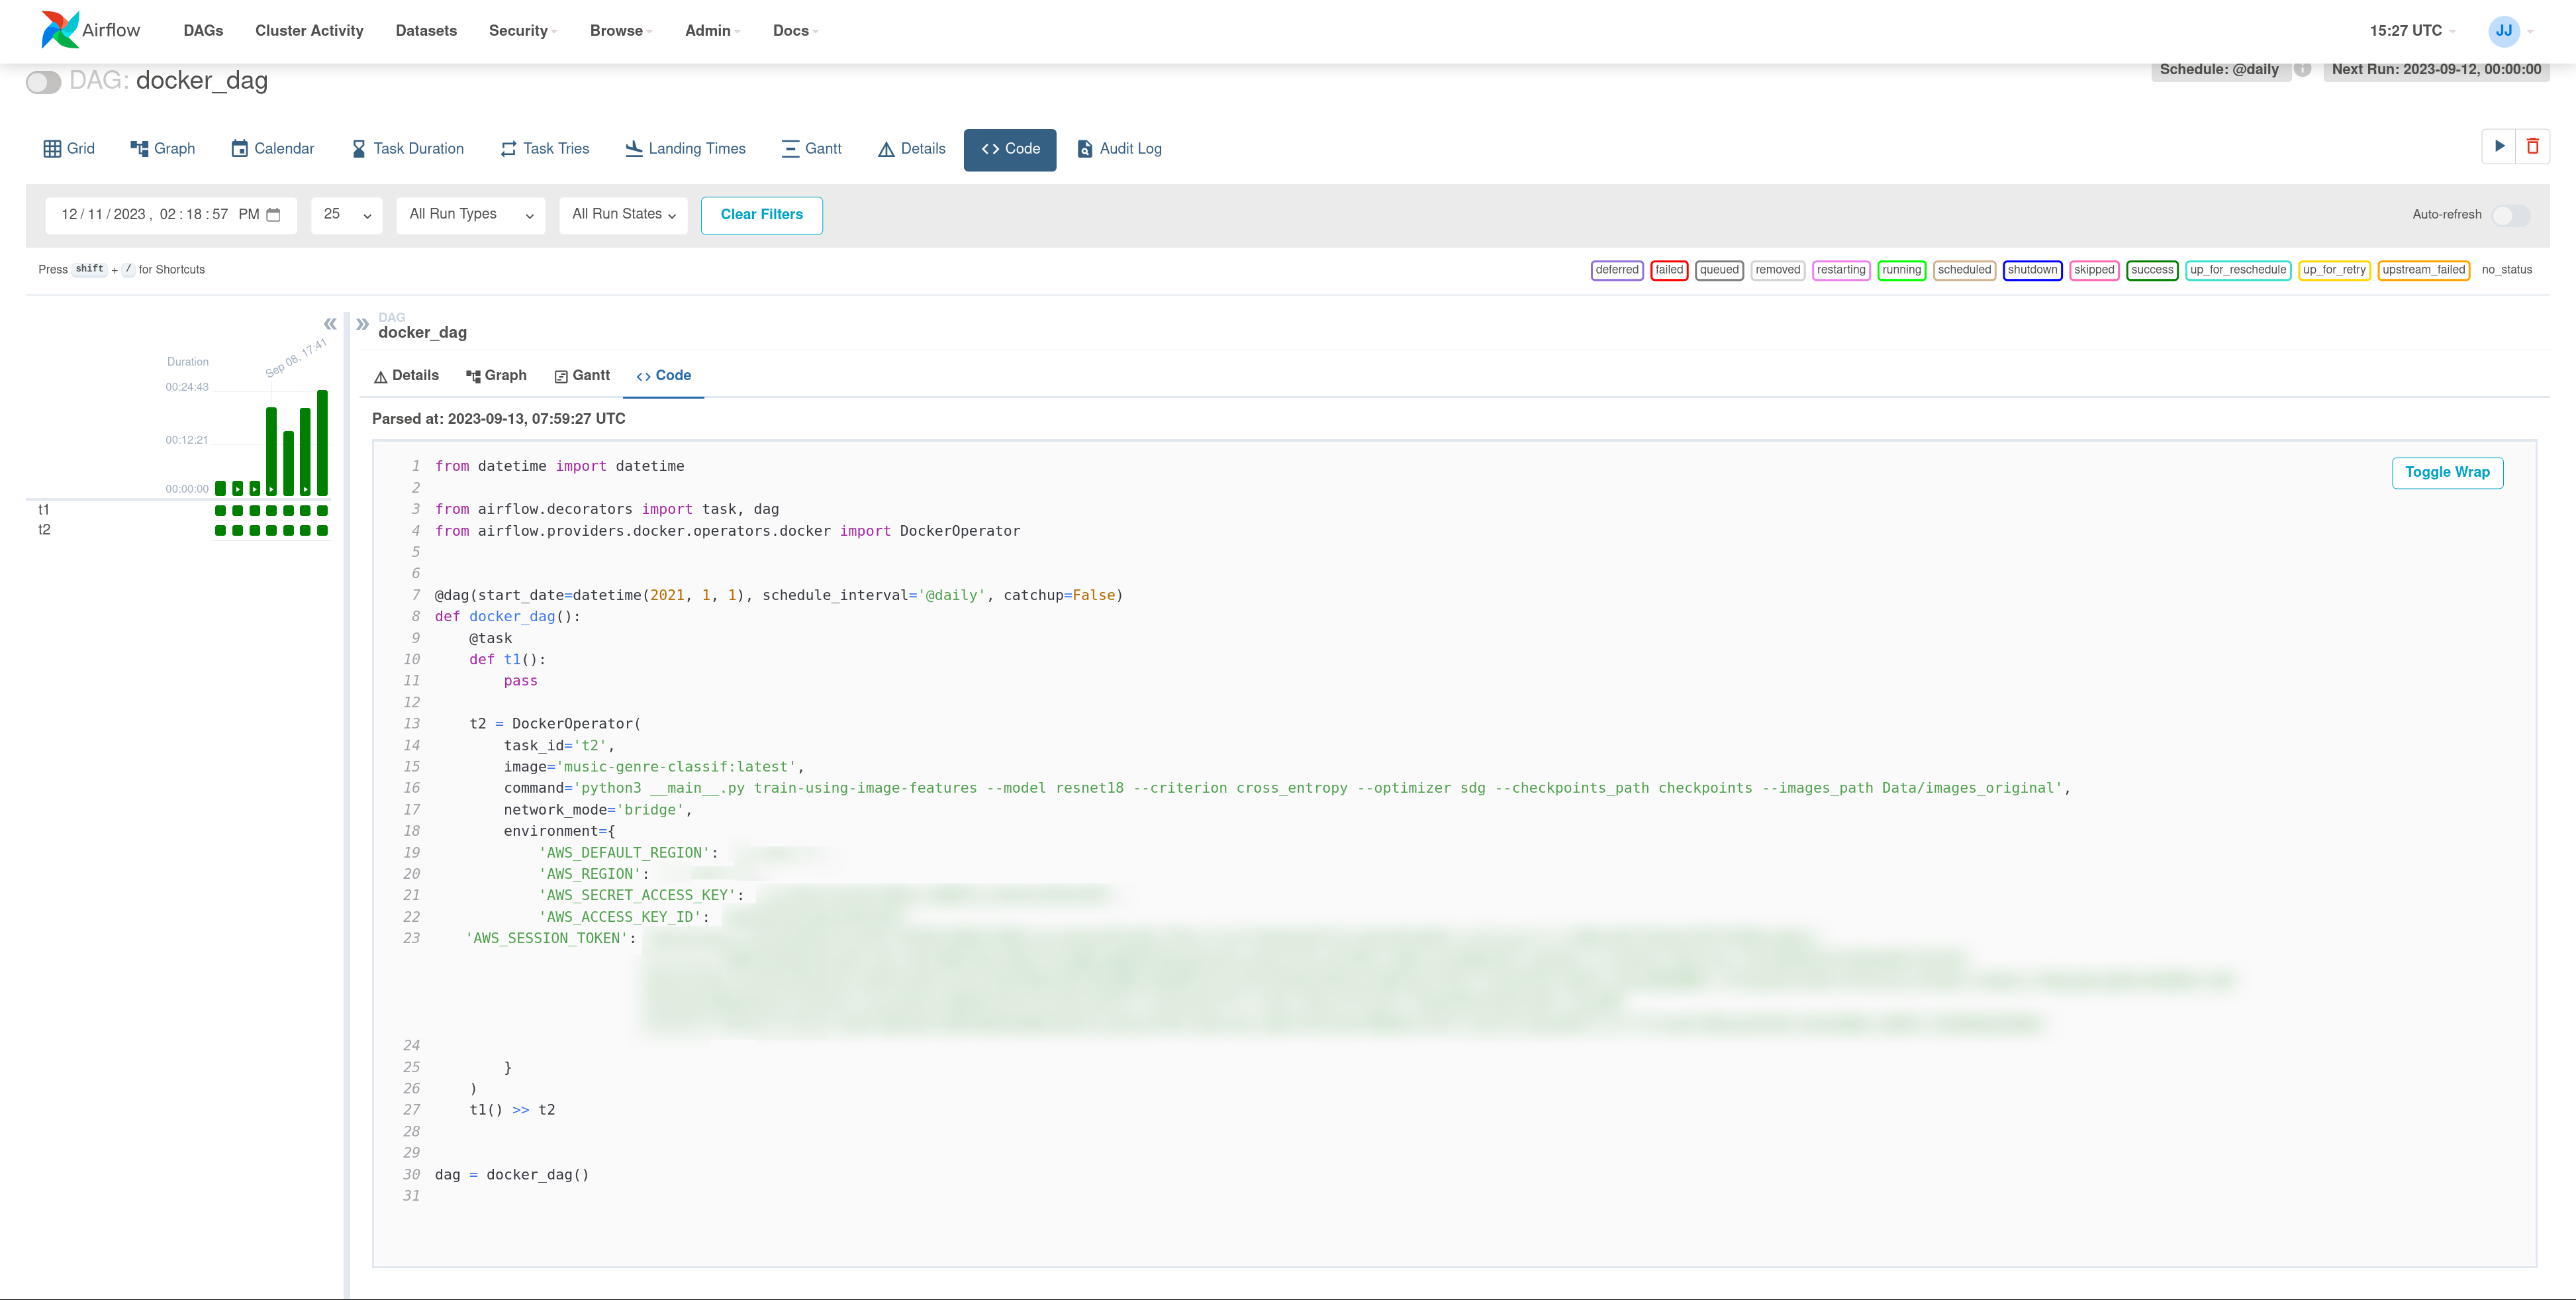 Airflow DAGs Cluster Activity Datasets Security Browse Admin Docs 15:27 UTC JJ
DAG: docker_dag Schedule: @daily Next Run: 2023-09-12, 00:00:00
Grid Graph Calendar Task Duration Task Tries Landing Times Gantt Details <> Code Audit Log
12/11/2023, 02:18:57 PM 25 All Run Types All Run States Clear Filters Auto-refresh
Press shift + / for Shortcuts deferred failed queued removed restarting running scheduled shutdown skipped success up_for_reschedule up_for_retry upstream_failed no_status
DAG
docker_dag
Sep 08, 17:41
Duration
00:24:43
00:12:21
00:00:00
t1
t2
Details Graph Gantt <> Code
Parsed at: 2023-09-13, 07:59:27 UTC
Toggle Wrap
1 from datetime import datetime
2
3 from airflow.decorators import task, dag
4 from airflow.providers.docker.operators.docker import DockerOperator
5
6
7 @dag(start_date=datetime(2021, 1, 1), schedule_interval='@daily', catchup=False)
8 def docker_dag():
9     @task
10     def t1():
11         pass
12
13     t2 = DockerOperator(
14         task_id='t2',
15         image='music-genre-classif:latest',
16         command='python3 __main__.py train-using-image-features --model resnet18 --criterion cross_entropy --optimizer sdg --checkpoints_path checkpoints --images_path Data/images_original',
17         network_mode='bridge',
18         environment={
19             'AWS_DEFAULT_REGION':
20             'AWS_REGION':
21             'AWS_SECRET_ACCESS_KEY':
22             'AWS_ACCESS_KEY_ID':
23     'AWS_SESSION_TOKEN':
24
25         }
26     )
27     t1() >> t2
28
29
30 dag = docker_dag()
31